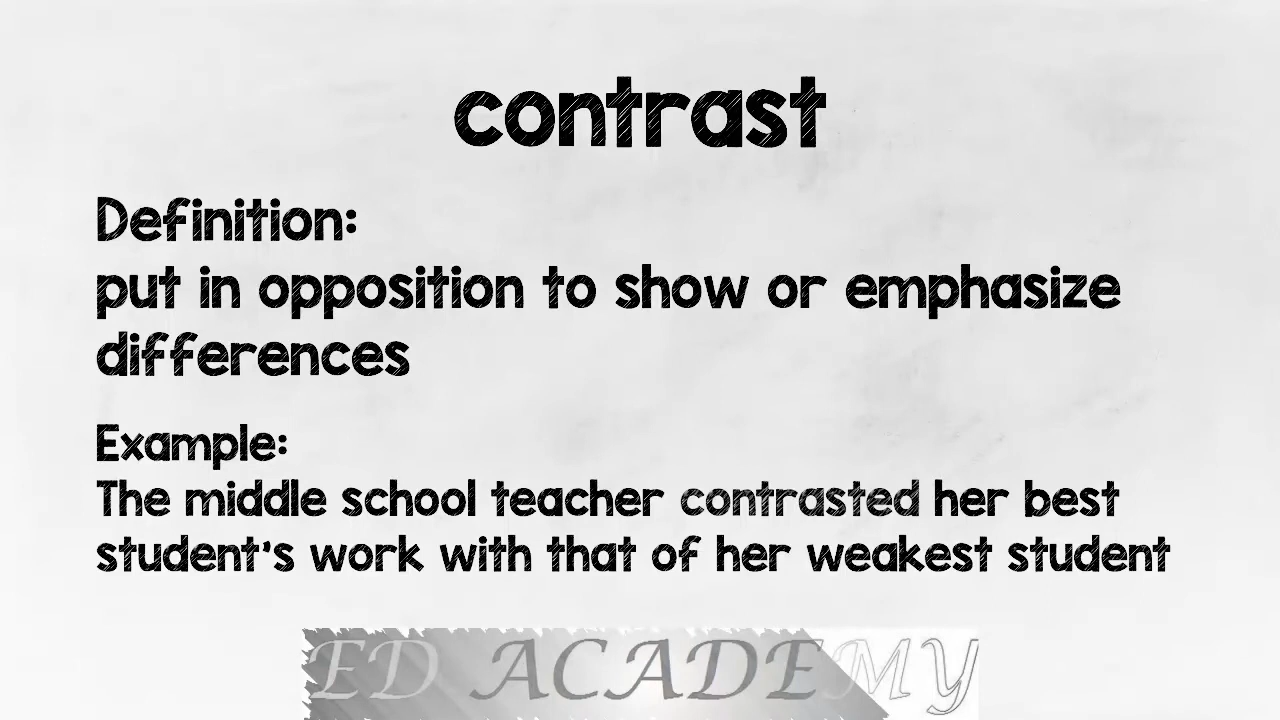 contrast
Definition:
put in opposition to show or emphasize
differences
Example:
The middle school teacher contrasted her best
student's work with that of her weakest student
ED ACADEMY